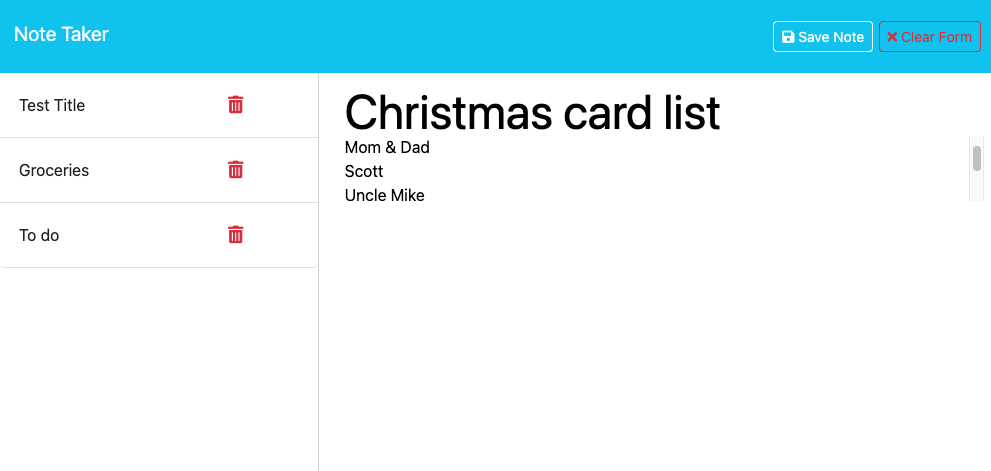 Note Taker
Save Note
Clear Form
Test Title
Groceries
To do
Christmas card list
Mom & Dad
Scott
Uncle Mike